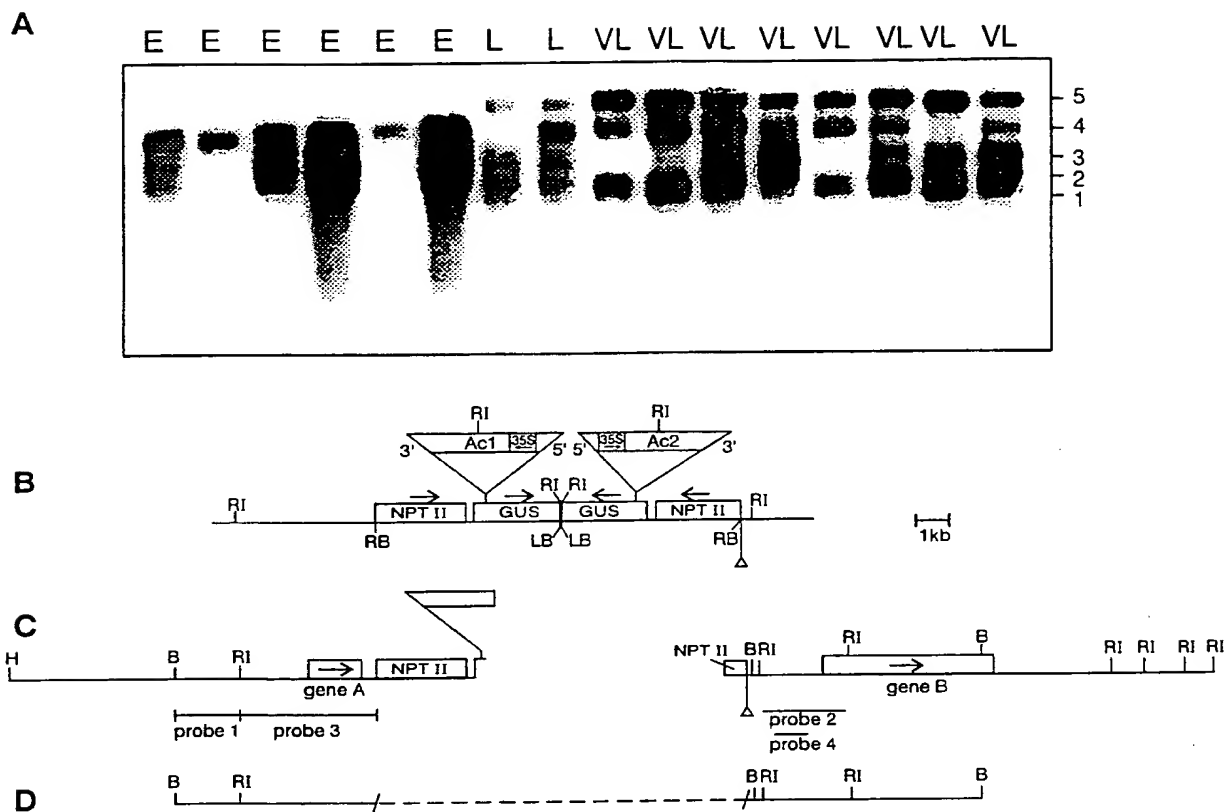 A
E E E E E E L L VL VL VL VL VL VL VL VL
5
4
3
2
1
RI RI
3' Ac1 35S 5' 5' 35S Ac2 3'
B
RI RI RI RI
NPT II GUS GUS NPT II
RB LB LB RB
1kb
C
H B RI NPT II NPT II B RI RI B RI RI RI RI
gene A gene B
probe 1 probe 3 probe 2
probe 4
D
B RI B RI RI B